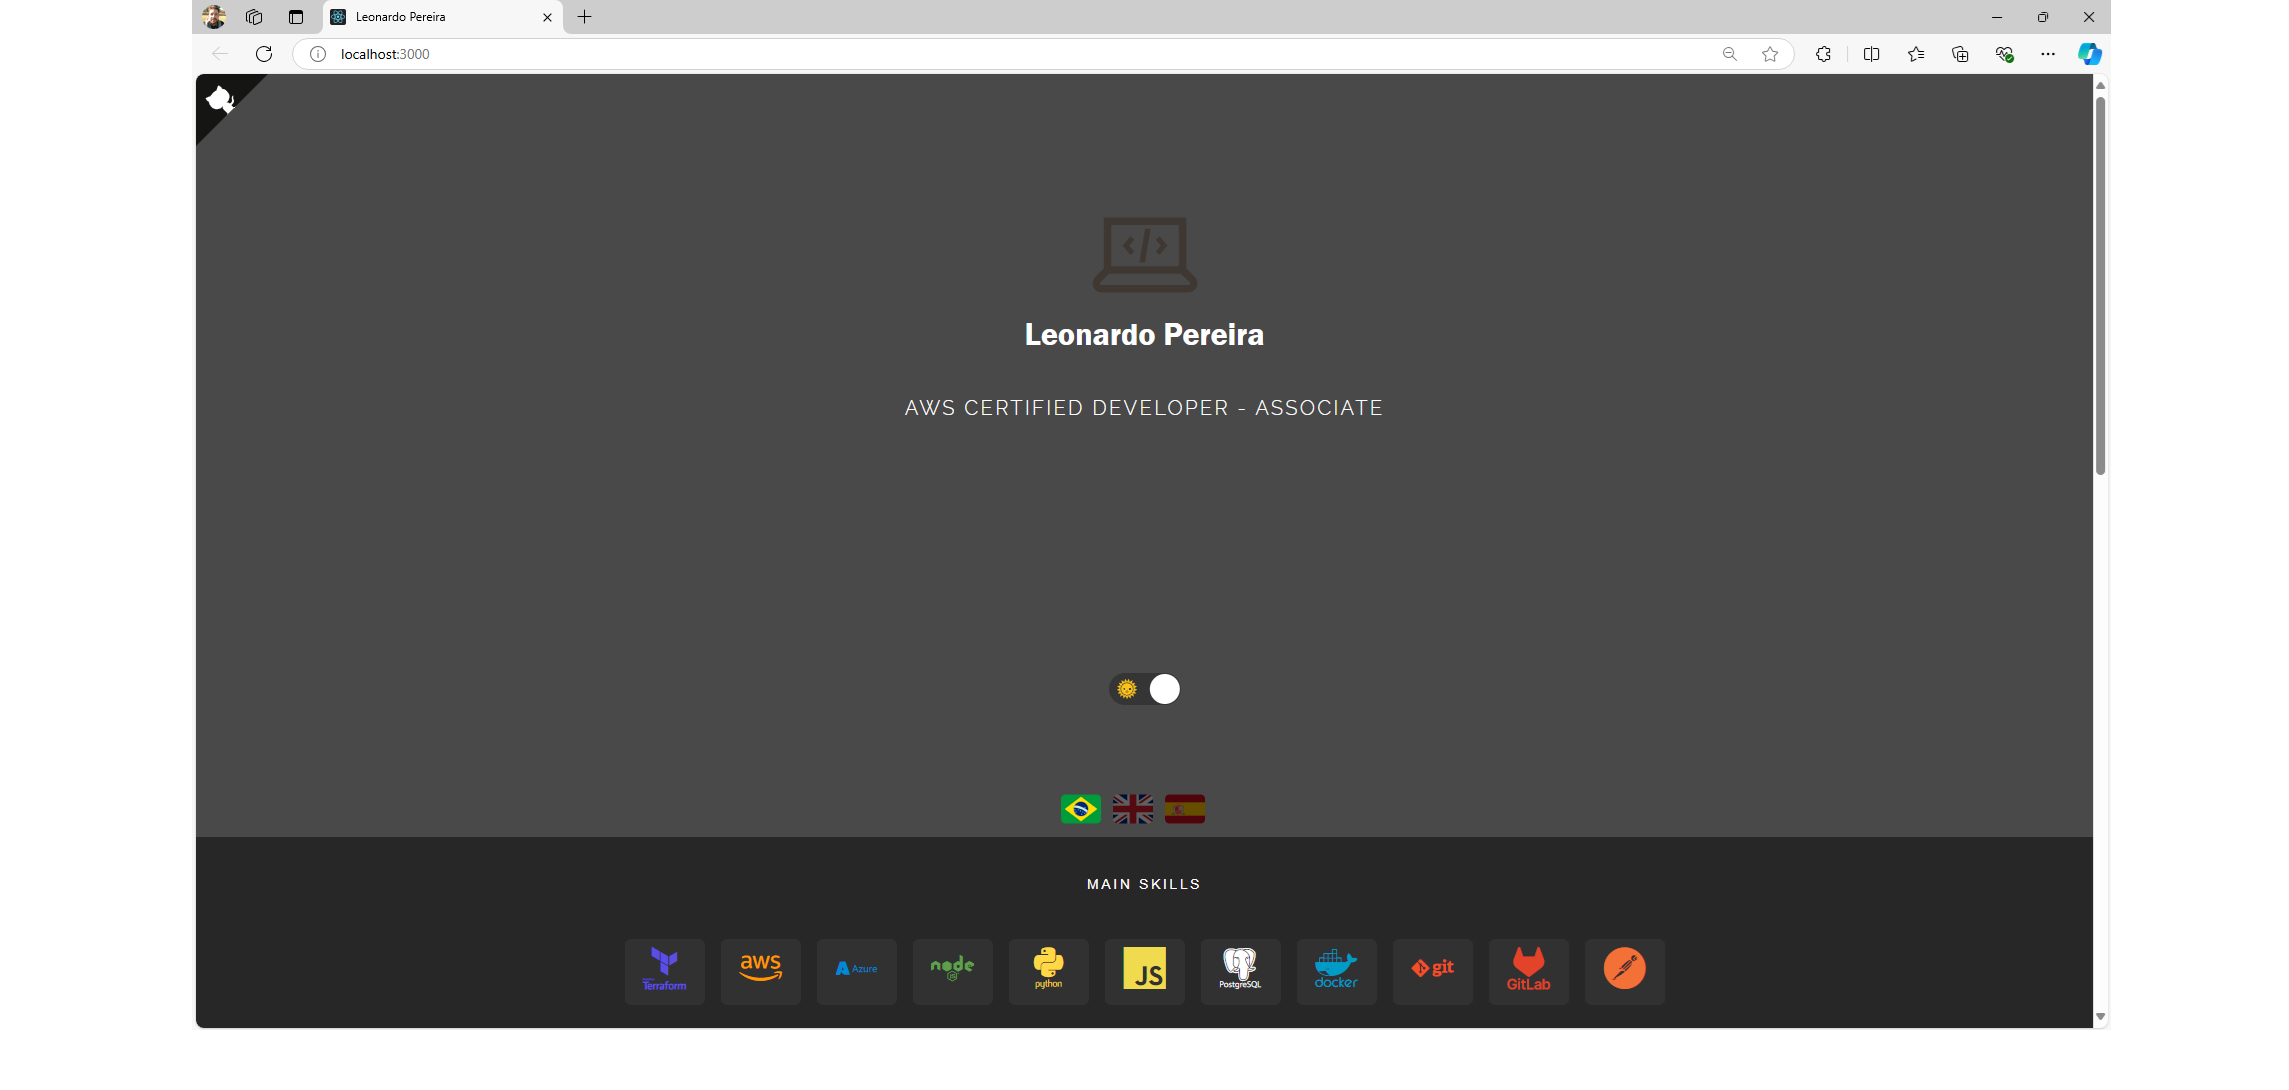 Leonardo Pereira
localhost:3000
</>
Leonardo Pereira
AWS CERTIFIED DEVELOPER - ASSOCIATE
MAIN SKILLS
Terraform
aws
Azure
node
JS
python
JS
PostgreSQL
docker
git
GitLab